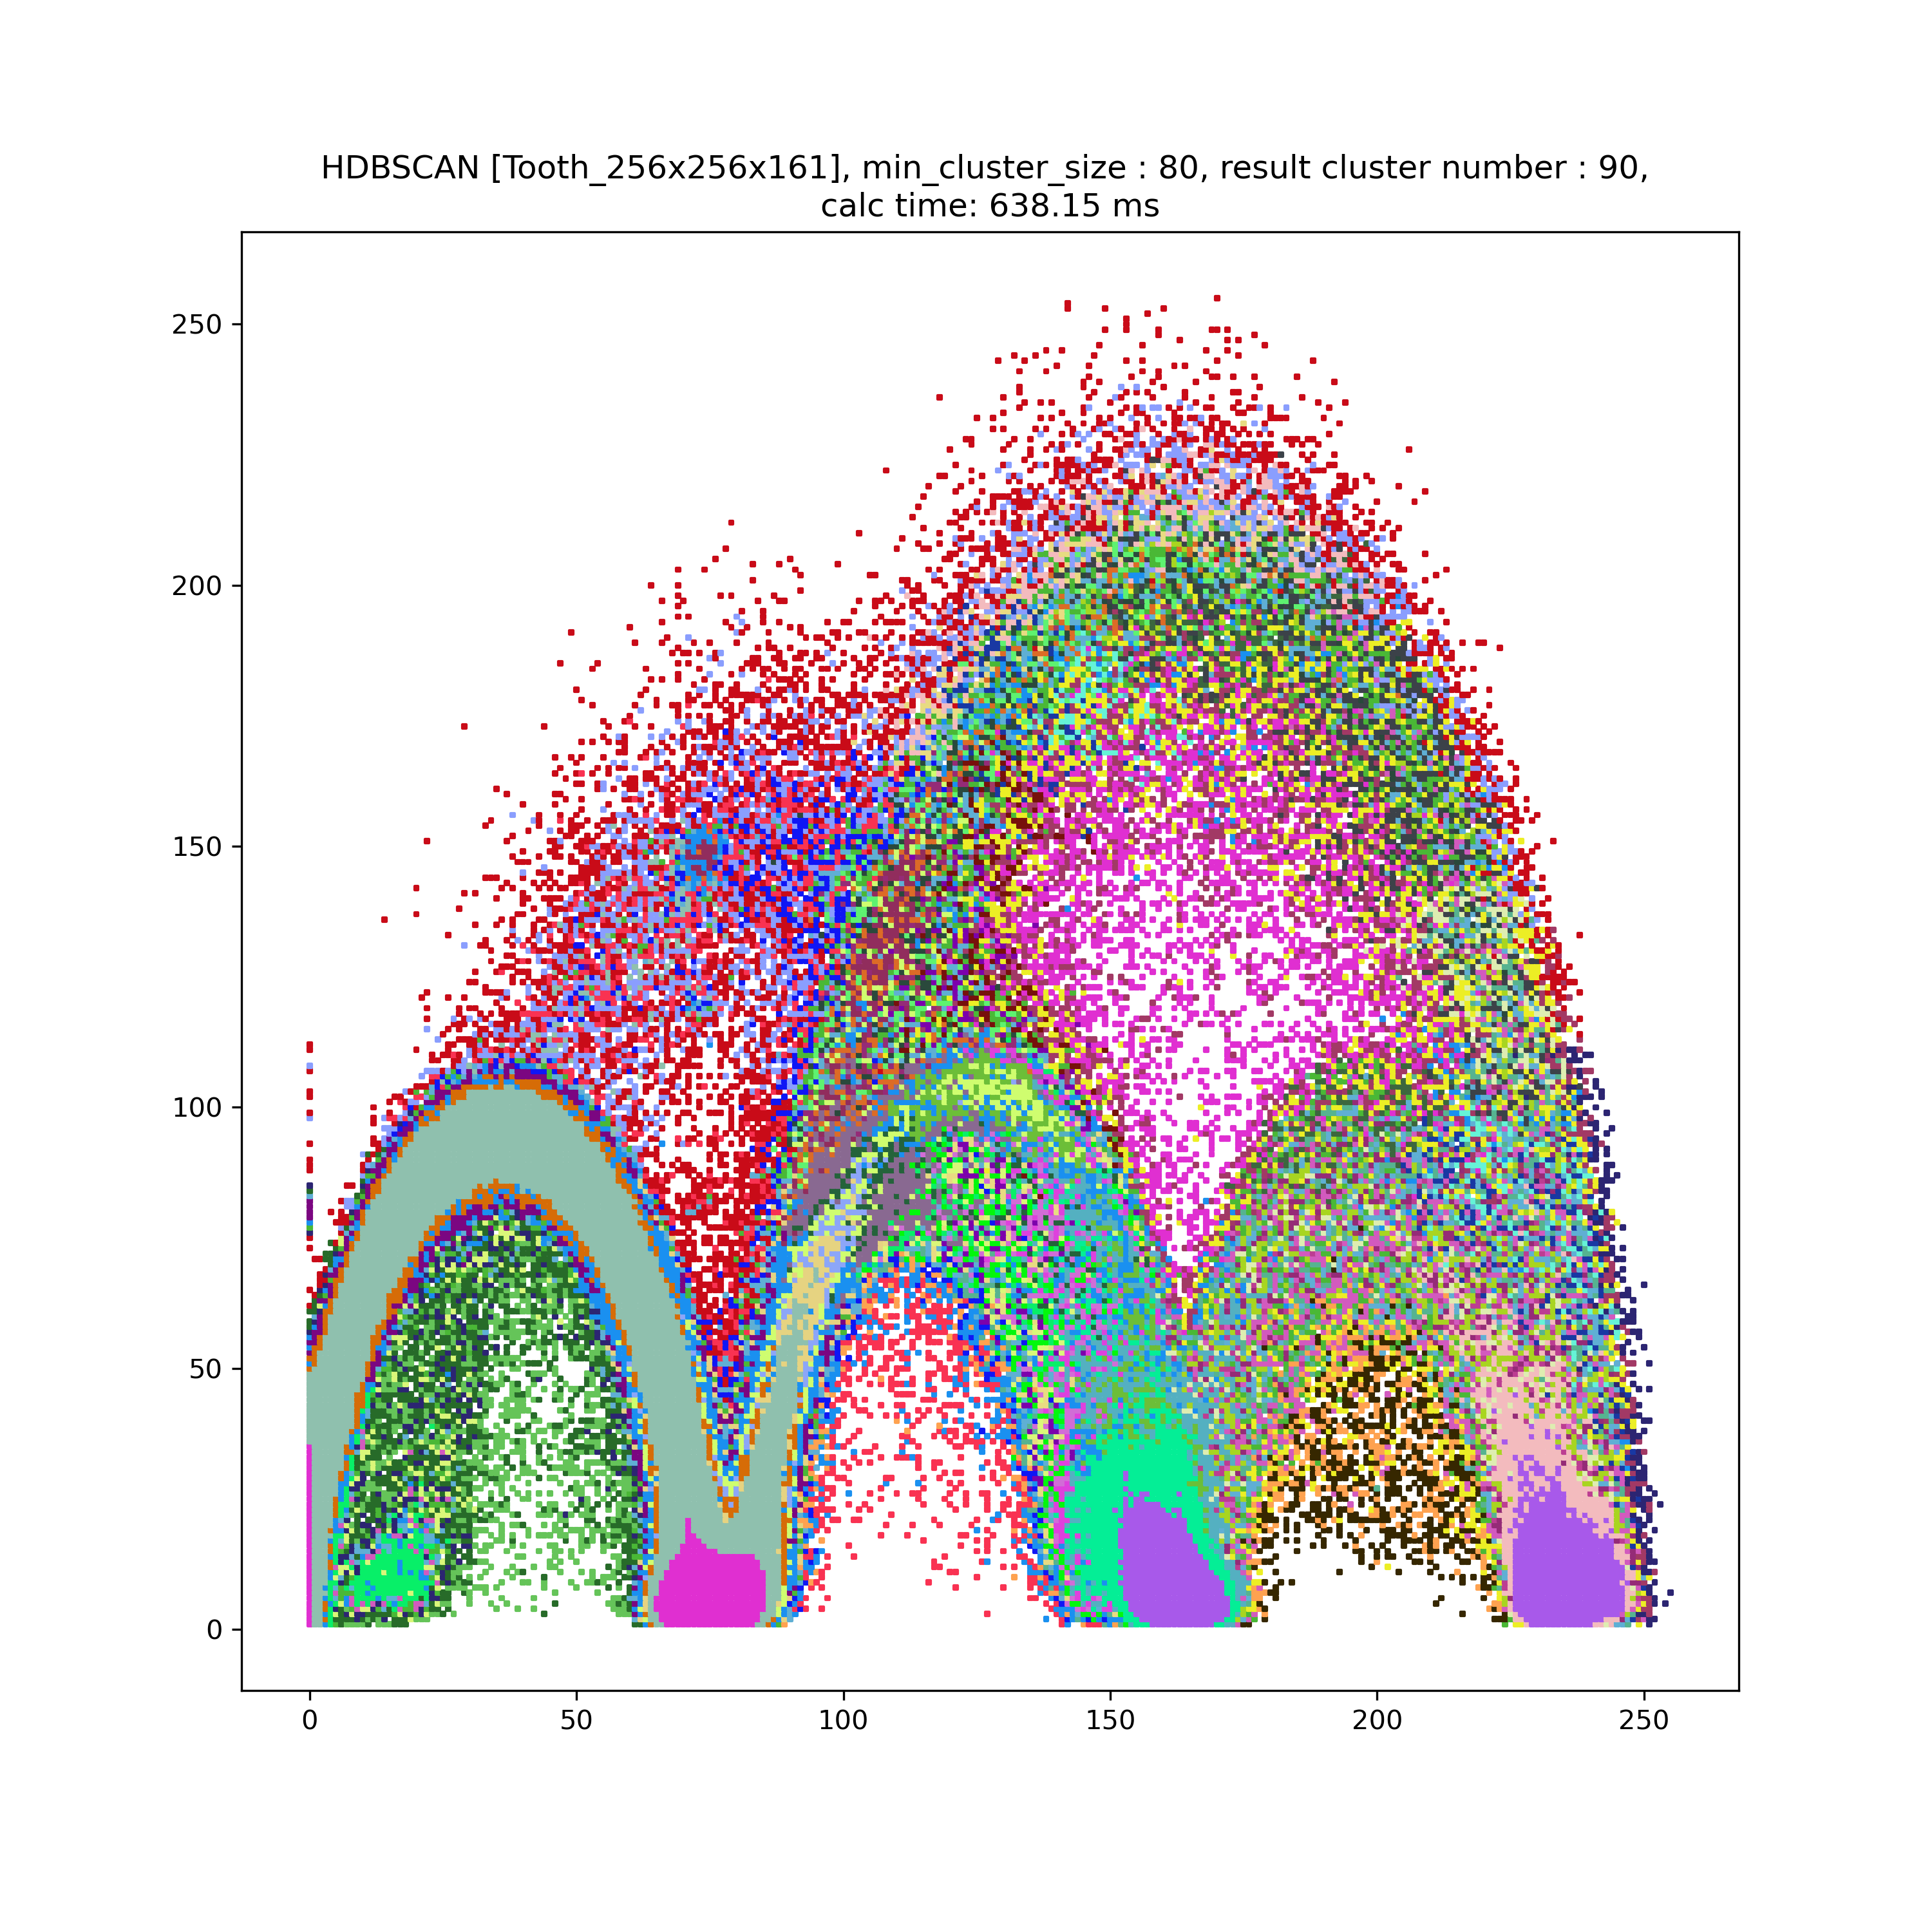 HDBSCAN [Tooth_256x256x161], min_cluster_size : 80, result cluster number : 90,
calc time: 638.15 ms
250
200
150
100
50
0
0 50 100 150 200 250